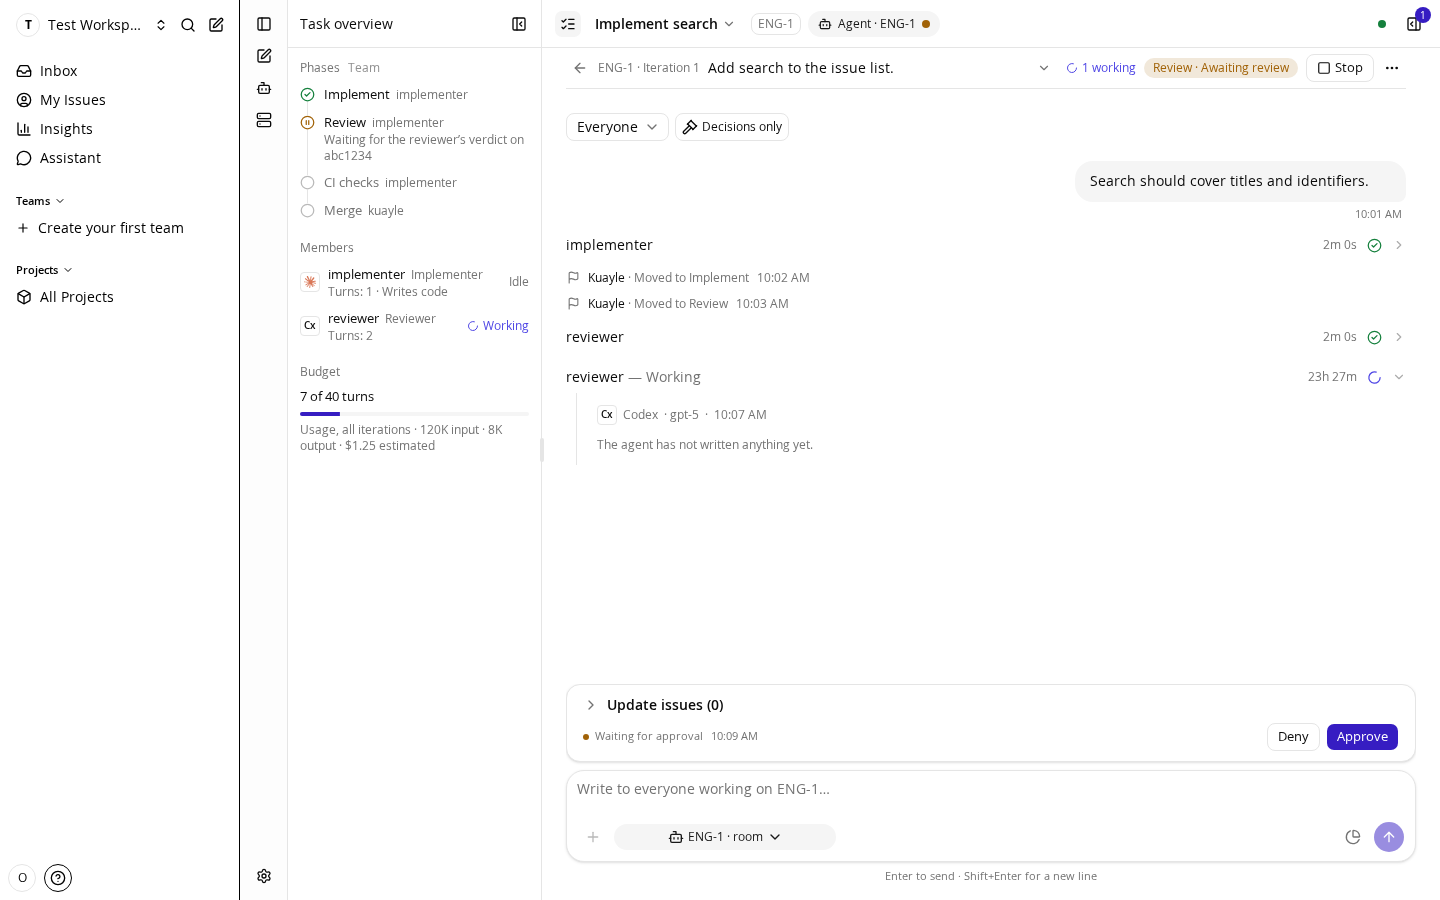 T Test Worksp...
Inbox
My Issues
Insights
Assistant
Teams
Create your first team
Projects
All Projects
O
Task overview
Phases Team
Implement implementer
Review implementer
Waiting for the reviewer's verdict on
abc1234
CI checks implementer
Merge kuayle
Members
implementer Implementer
Turns: 1 · Writes code
Idle
Cx reviewer Reviewer
Turns: 2
Working
Budget
7 of 40 turns
Usage, all iterations · 120K input · 8K
output · $1.25 estimated
Implement search ENG-1 Agent · ENG-1
1
ENG-1 · Iteration 1 Add search to the issue list.
1 working Review · Awaiting review Stop
Everyone Decisions only
Search should cover titles and identifiers.
10:01 AM
implementer 2m 0s
Kuayle · Moved to Implement 10:02 AM
Kuayle · Moved to Review 10:03 AM
reviewer 2m 0s
reviewer — Working 23h 27m
Cx Codex · gpt-5 · 10:07 AM
The agent has not written anything yet.
Update issues (0)
Waiting for approval 10:09 AM
Deny Approve
Write to everyone working on ENG-1…
ENG-1 · room
Enter to send · Shift+Enter for a new line